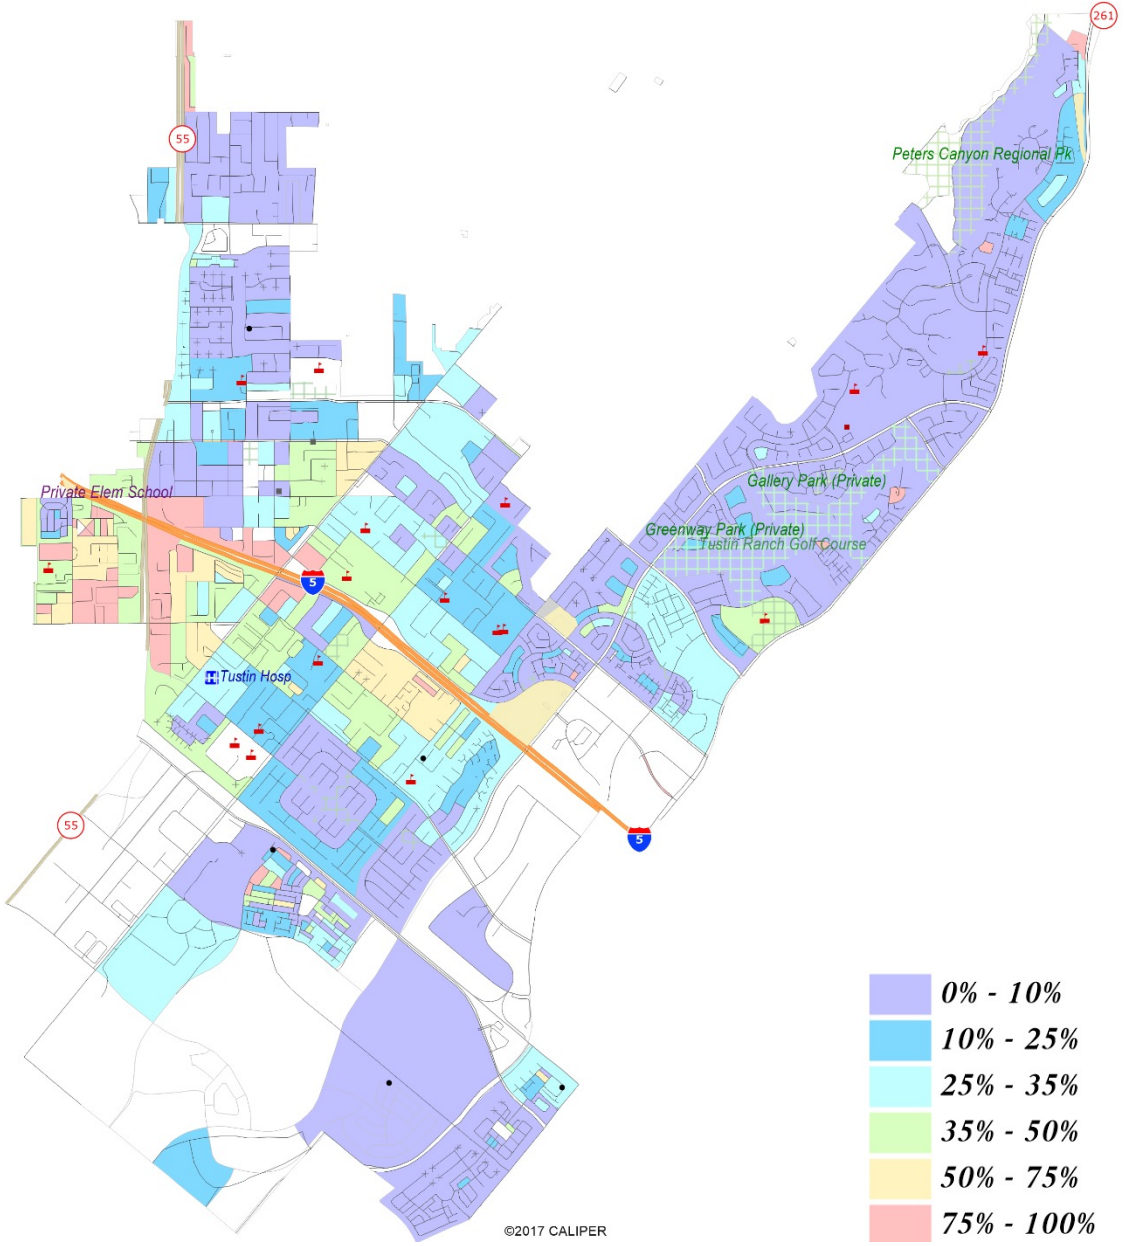 261
55
Peters Canyon Regional Pk
Gallery Park (Private)
Private Elem School
Greenway Park (Private)
Tustin Ranch Golf Course
5
Tustin Hosp
55
5
0% - 10%
10% - 25%
25% - 35%
35% - 50%
50% - 75%
75% - 100%
©2017 CALIPER